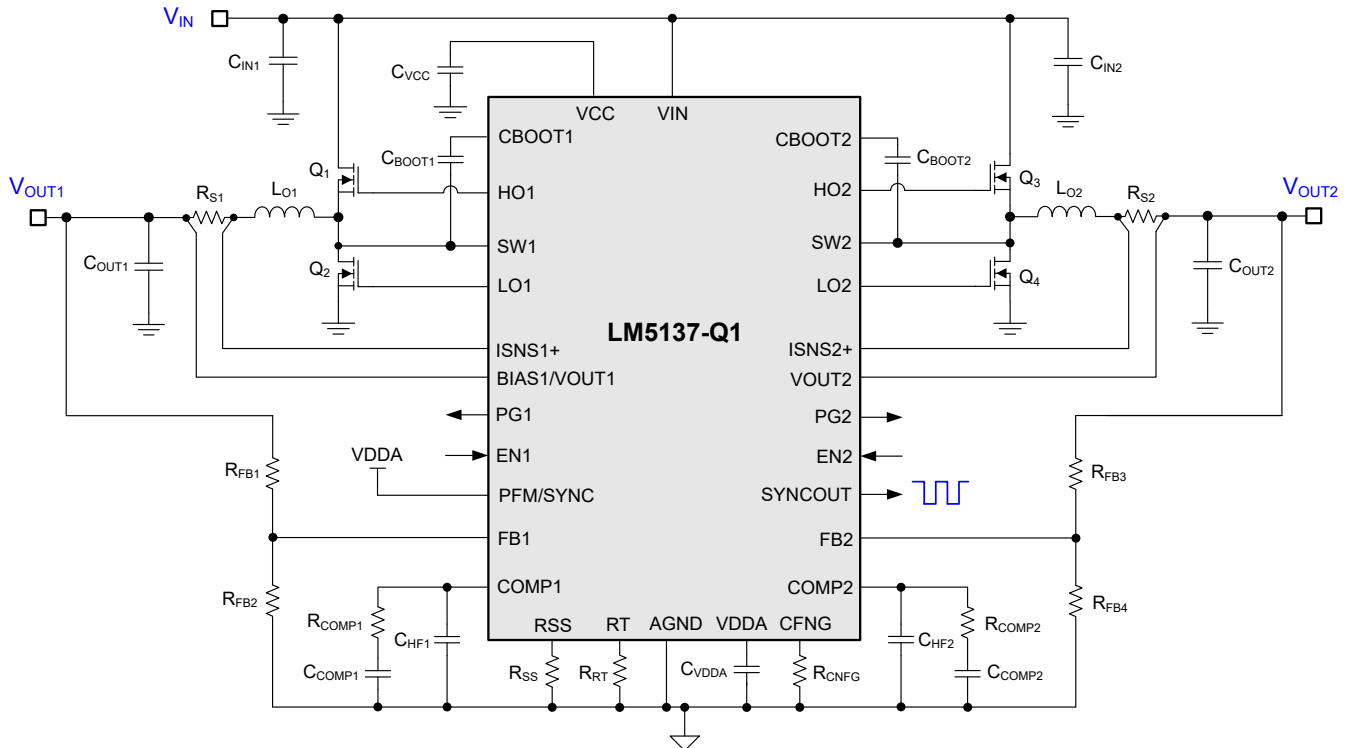 VIN
CIN1
CVCC
CIN2
VCC
VIN
CBOOT1
CBOOT2
CBOOT1
CBOOT2
Q1
Q3
VOUT1
RS1
LO1
HO1
HO2
LO2
RS2
VOUT2
SW1
SW2
COUT1
Q2
LO1
LO2
Q4
COUT2
LM5137-Q1
ISNS1+
ISNS2+
BIAS1/VOUT1
VOUT2
PG1
PG2
VDDA
EN1
EN2
RFB1
RFB3
PFM/SYNC
SYNCOUT
FB1
FB2
COMP1
COMP2
RFB2
RFB4
RCOMP1
CHF1
RSS
RT
AGND
VDDA
CFNG
CHF2
RCOMP2
CCOMP1
RSS
RRT
CVDDA
RCNFG
CCOMP2